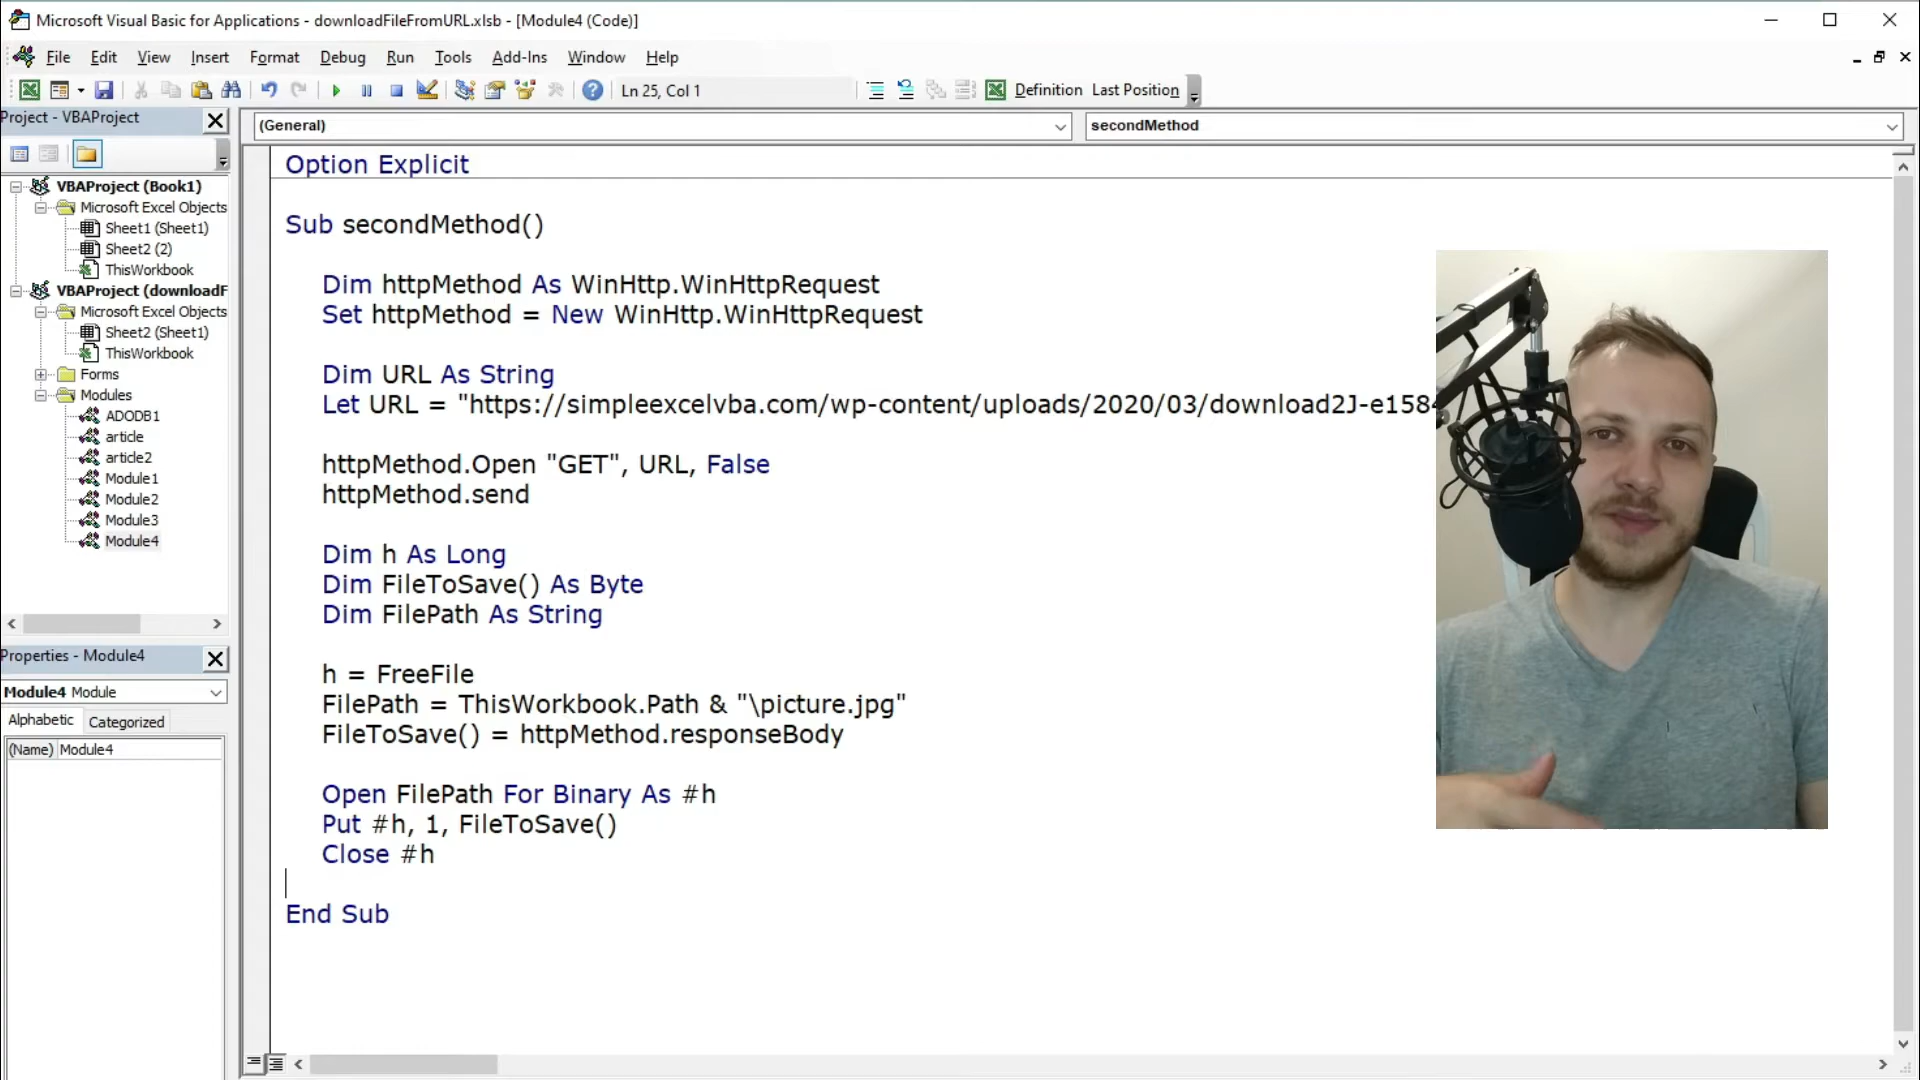 Microsoft Visual Basic for Applications - downloadFileFromURL.xlsb - [Module4 (Code)]
File Edit View Insert Format Debug Run Tools Add-Ins Window Help
Ln 25, Col 1
Definition Last Position
Project - VBAProject
VBAProject (Book1)
Microsoft Excel Objects
Sheet1 (Sheet1)
Sheet2 (2)
ThisWorkbook
VBAProject (downloadF
Microsoft Excel Objects
Sheet2 (Sheet1)
ThisWorkbook
Forms
Modules
ADODB1
article
article2
Module1
Module2
Module3
Module4
Properties - Module4
Module4 Module
Alphabetic Categorized
(Name) Module4
(General) secondMethod
Option Explicit
Sub secondMethod()
Dim httpMethod As WinHttp.WinHttpRequest
Set httpMethod = New WinHttp.WinHttpRequest
Dim URL As String
Let URL = "https://simpleexcelvba.com/wp-content/uploads/2020/03/download2J-e1584
httpMethod.Open "GET", URL, False
httpMethod.send
Dim h As Long
Dim FileToSave() As Byte
Dim FilePath As String
h = FreeFile
FilePath = ThisWorkbook.Path & "\picture.jpg"
FileToSave() = httpMethod.responseBody
Open FilePath For Binary As #h
Put #h, 1, FileToSave()
Close #h
End Sub